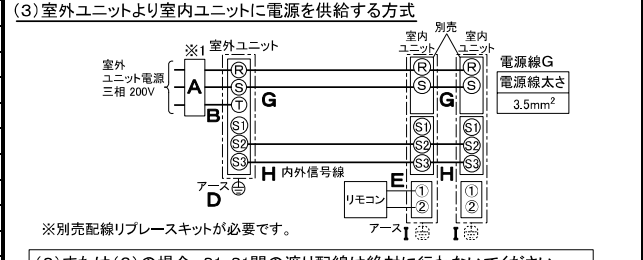 (3)室外ユニットより室内ユニットに電源を供給する方式
別売
※1 室外ユニット
室内
ユニット
室内
ユニット
室外
ユニット電源
三相 200V
A
B
R
S
T
S1
S2
S3
G
R
S
S1
S2
S3
①
②
G
R
S
S1
S2
S3
①
②
電源線G
電源線太さ
3.5mm²
H 内外信号線
H
E
アース
D
リモコン
アース I
I
※別売配線リプレースキットが必要です。